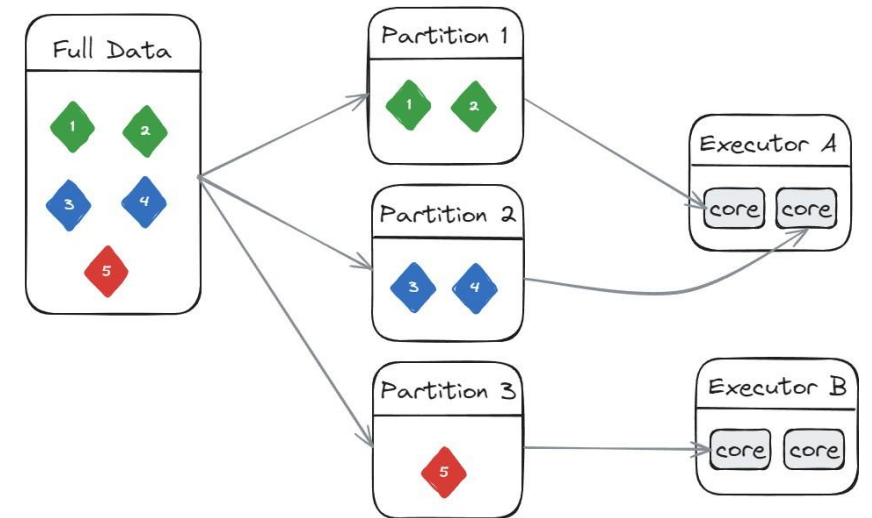 Full Data
1
2
3
4
5
Partition 1
1
2
Partition 2
3
4
Partition 3
5
Executor A
core
core
Executor B
core
core